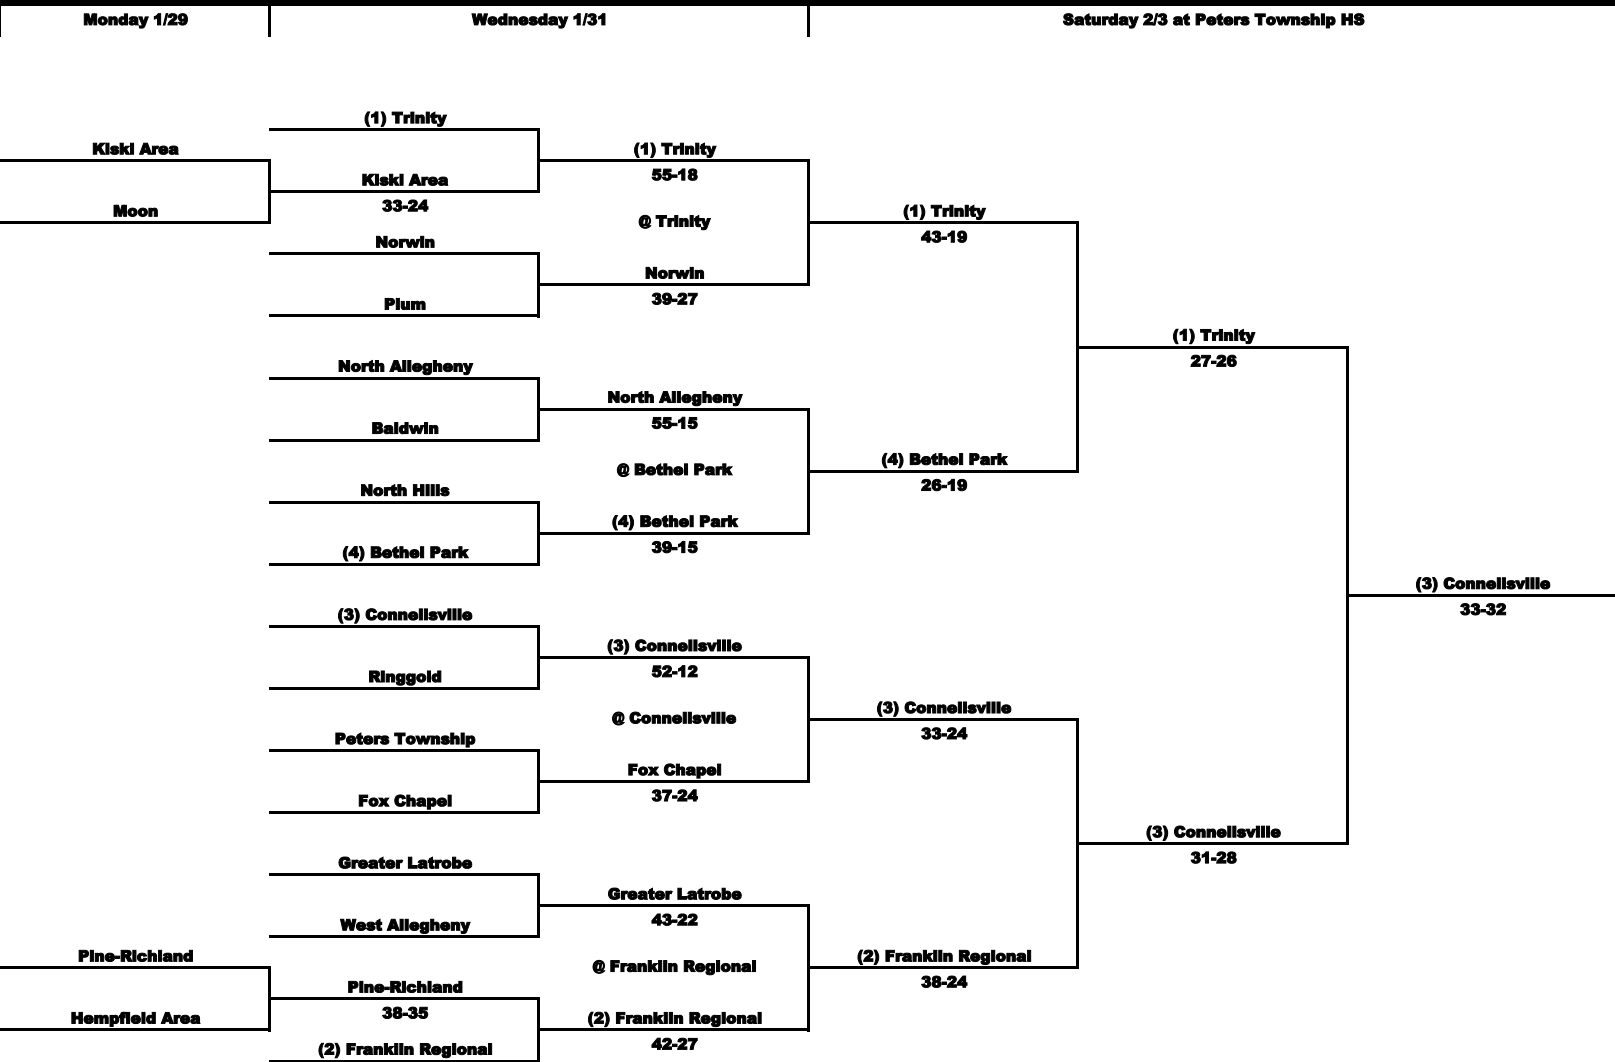 Monday 1/29
Wednesday 1/31
Saturday 2/3 at Peters Township HS
(1) Trinity
Kiski Area
(1) Trinity
55-18
Kiski Area
33-24
Moon
(1) Trinity
43-19
@ Trinity
Norwin
Norwin
39-27
Plum
(1) Trinity
27-26
North Allegheny
North Allegheny
55-15
Baldwin
(4) Bethel Park
26-19
@ Bethel Park
North Hills
(4) Bethel Park
39-15
(4) Bethel Park
(3) Connellsville
33-32
(3) Connellsville
(3) Connellsville
52-12
Ringgold
(3) Connellsville
33-24
@ Connellsville
Peters Township
Fox Chapel
37-24
Fox Chapel
(3) Connellsville
31-28
Greater Latrobe
Greater Latrobe
43-22
West Allegheny
Pine-Richland
(2) Franklin Regional
38-24
@ Franklin Regional
Pine-Richland
38-35
Hempfield Area
(2) Franklin Regional
42-27
(2) Franklin Regional